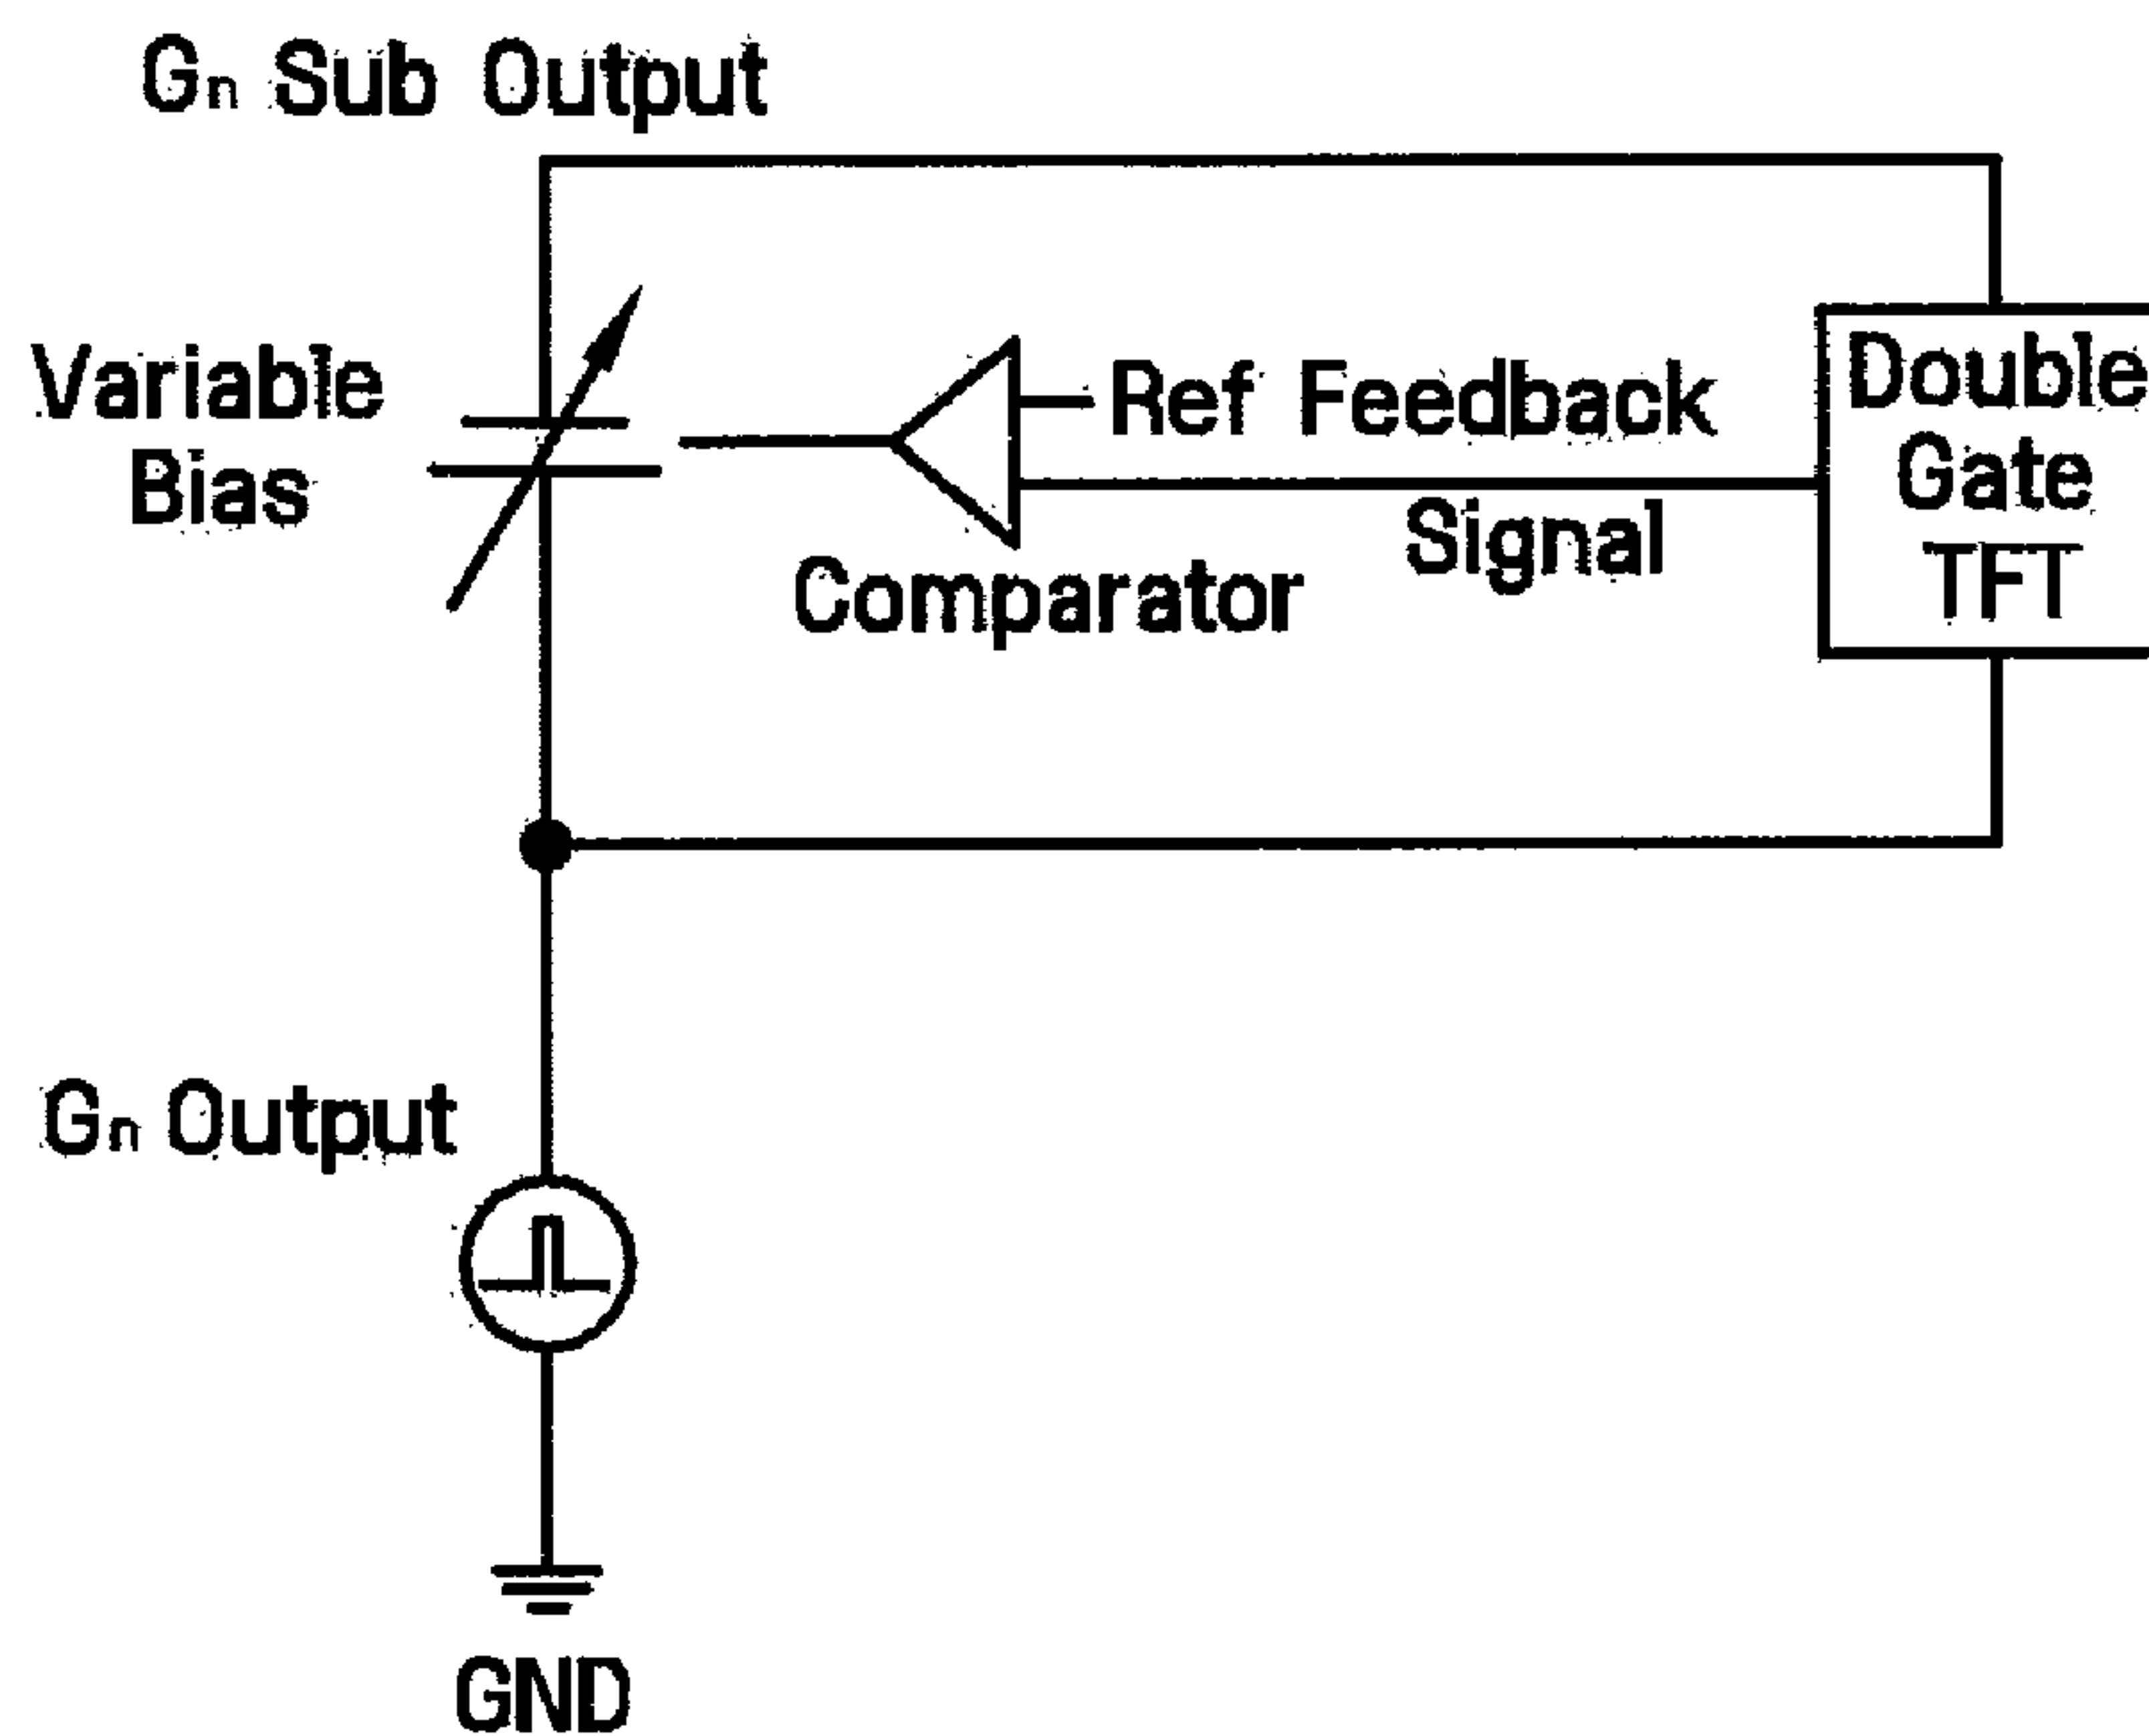 Gn Sub Output
Variable
Bias
Ref
Feedback
Signal
Comparator
Double
Gate
TFT
Gn Output
GND